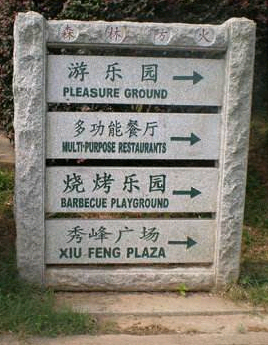 森林防火
游乐园
PLEASURE GROUND
多功能餐厅
MULTI-PURPOSE RESTAURANTS
烧烤乐园
BARBECUE PLAYGROUND
秀峰广场
XIU FENG PLAZA